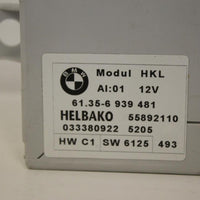 BMW
Modul HKL
AI:01 12V
61.35-6 939 481
HELBAKO 55892110
033380922 5205
HW C1 SW 6125 493